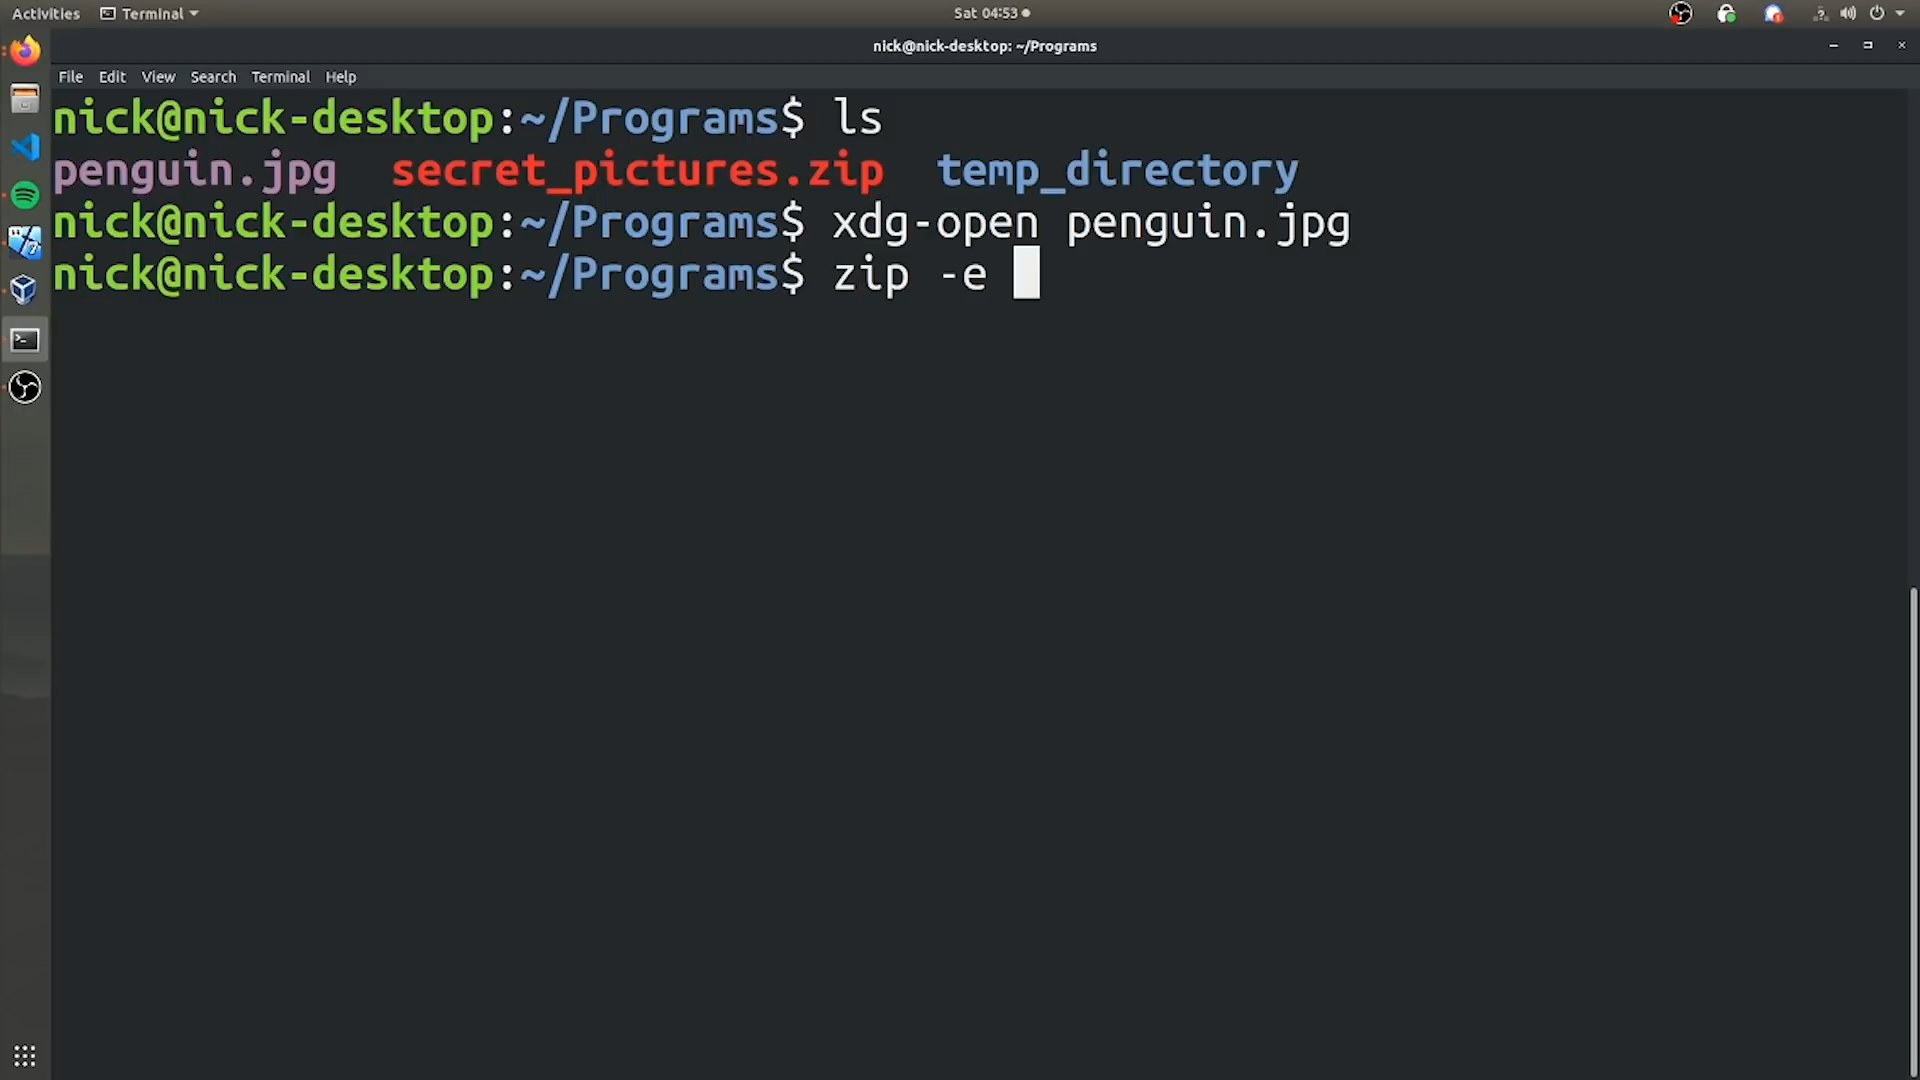 Activities Terminal Sat 04:53
nick@nick-desktop: ~/Programs
File Edit View Search Terminal Help
nick@nick-desktop:~/Programs$ ls
penguin.jpg secret_pictures.zip temp_directory
nick@nick-desktop:~/Programs$ xdg-open penguin.jpg
nick@nick-desktop:~/Programs$ zip -e